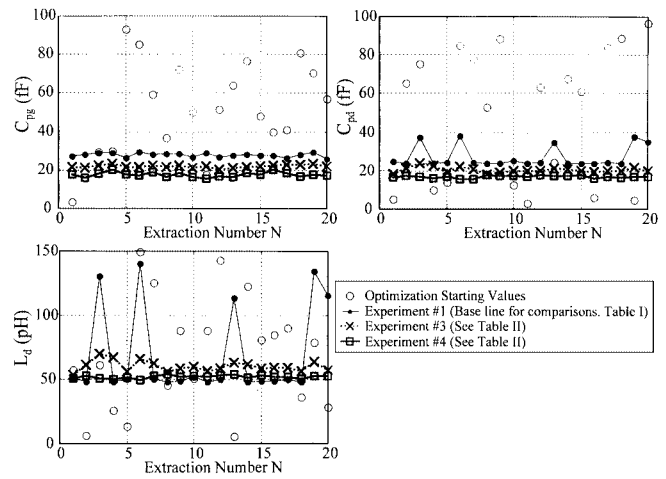 100
80
60
40
20
0
C_pg (fF)
0 5 10 15 20
Extraction Number N
100
80
60
40
20
0
C_pd (fF)
0 5 10 15 20
Extraction Number N
150
100
50
0
L_d (pH)
0 5 10 15 20
Extraction Number N
Optimization Starting Values
Experiment #1 (Base line for comparisons. Table I)
Experiment #3 (See Table II)
Experiment #4 (See Table II)